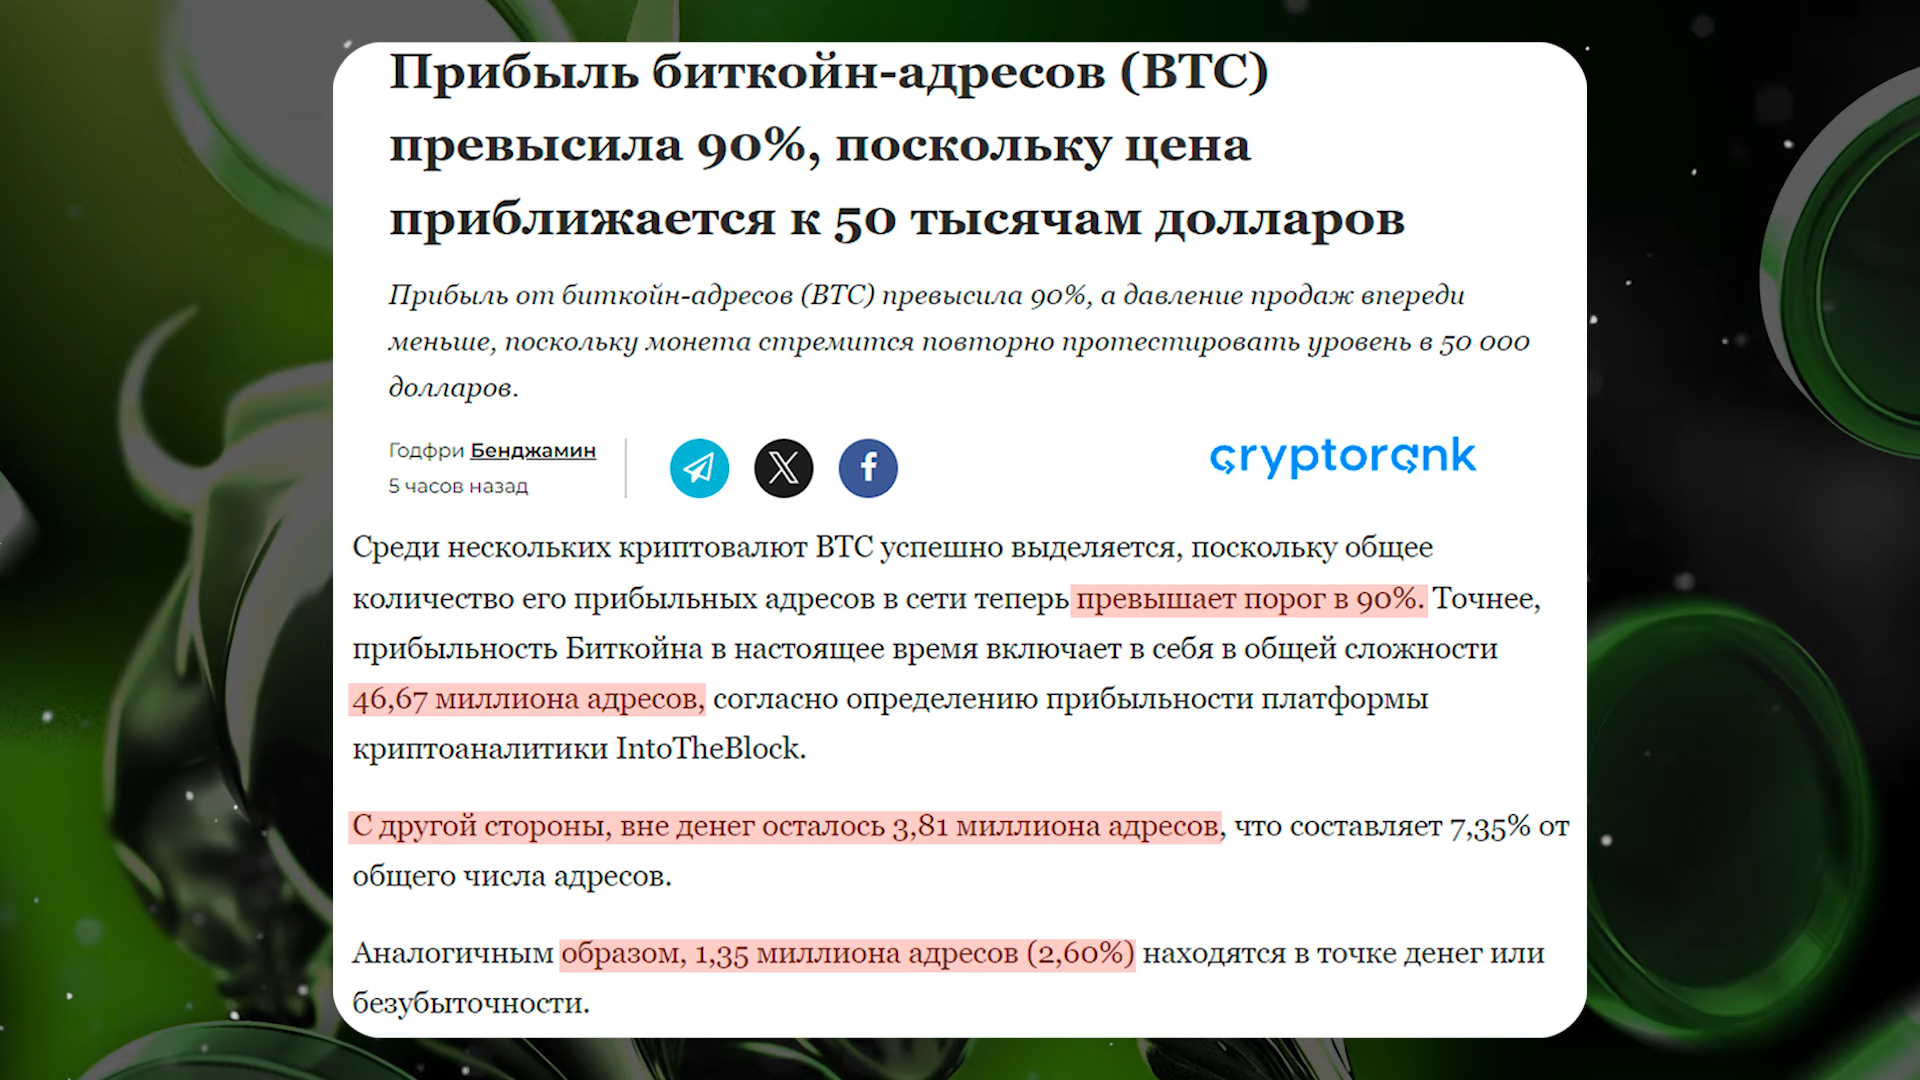 Прибыль биткойн-адресов (BTC)
превысила 90%, поскольку цена
приближается к 50 тысячам долларов
Прибыль от биткойн-адресов (BTC) превысила 90%, а давление продаж впереди
меньше, поскольку монета стремится повторно протестировать уровень в 50 000
долларов.
Годфри Бенджамин
5 часов назад
cryptorank
Среди нескольких криптовалют BTC успешно выделяется, поскольку общее
количество его прибыльных адресов в сети теперь превышает порог в 90%. Точнее,
прибыльность Биткойна в настоящее время включает в себя в общей сложности
46,67 миллиона адресов, согласно определению прибыльности платформы
криптоаналитики IntoTheBlock.
С другой стороны, вне денег осталось 3,81 миллиона адресов, что составляет 7,35% от
общего числа адресов.
Аналогичным образом, 1,35 миллиона адресов (2,60%) находятся в точке денег или
безубыточности.